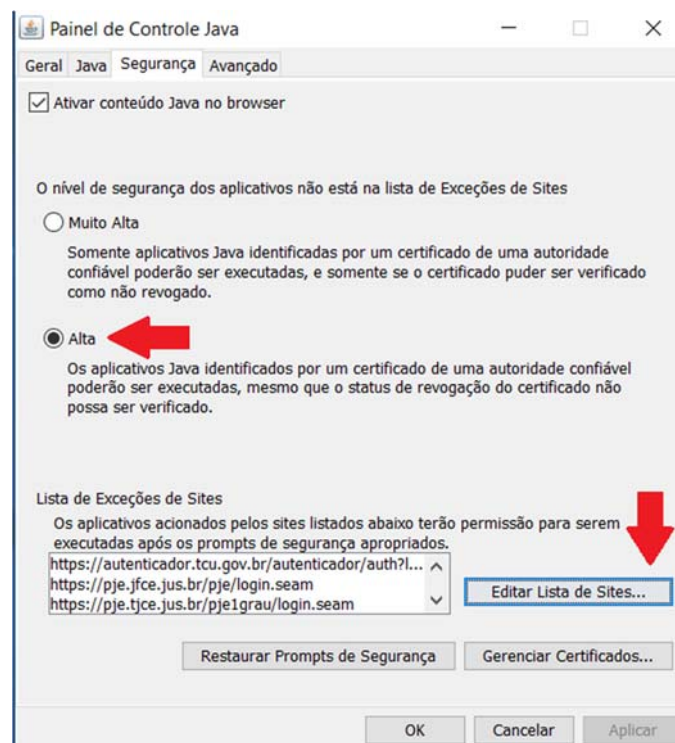 Painel de Controle Java
Geral Java Segurança Avançado
Ativar conteúdo Java no browser
O nível de segurança dos aplicativos não está na lista de Exceções de Sites
Muito Alta
Somente aplicativos Java identificadas por um certificado de uma autoridade
confiável poderão ser executadas, e somente se o certificado puder ser verificado
como não revogado.
Alta
Os aplicativos Java identificados por um certificado de uma autoridade confiável
poderão ser executadas, mesmo que o status de revogação do certificado não
possa ser verificado.
Lista de Exceções de Sites
Os aplicativos acionados pelos sites listados abaixo terão permissão para serem
executadas após os prompts de segurança apropriados.
https://autenticador.tcu.gov.br/autenticador/auth?l...
https://pje.jfce.jus.br/pje/login.seam
https://pje.tjce.jus.br/pje1grau/login.seam
Editar Lista de Sites...
Restaurar Prompts de Segurança Gerenciar Certificados...
OK Cancelar Aplicar